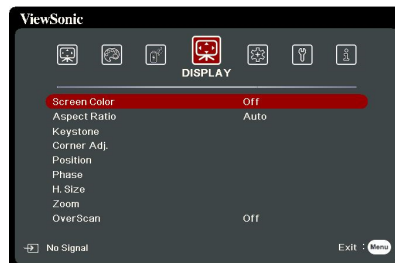 ViewSonic
DISPLAY
Screen Color Off
Aspect Ratio Auto
Keystone
Corner Adj.
Position
Phase
H. Size
Zoom
OverScan Off
No Signal Exit : Menu